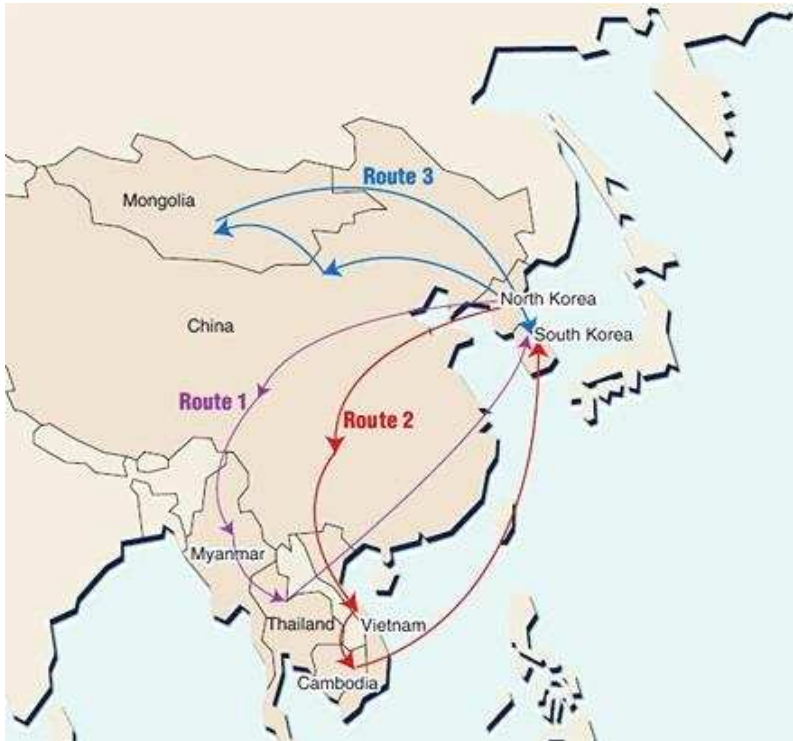 Route 3
Mongolia
North Korea
China
South Korea
Route 1
Route 2
Myanmar
Thailand
Vietnam
Cambodia